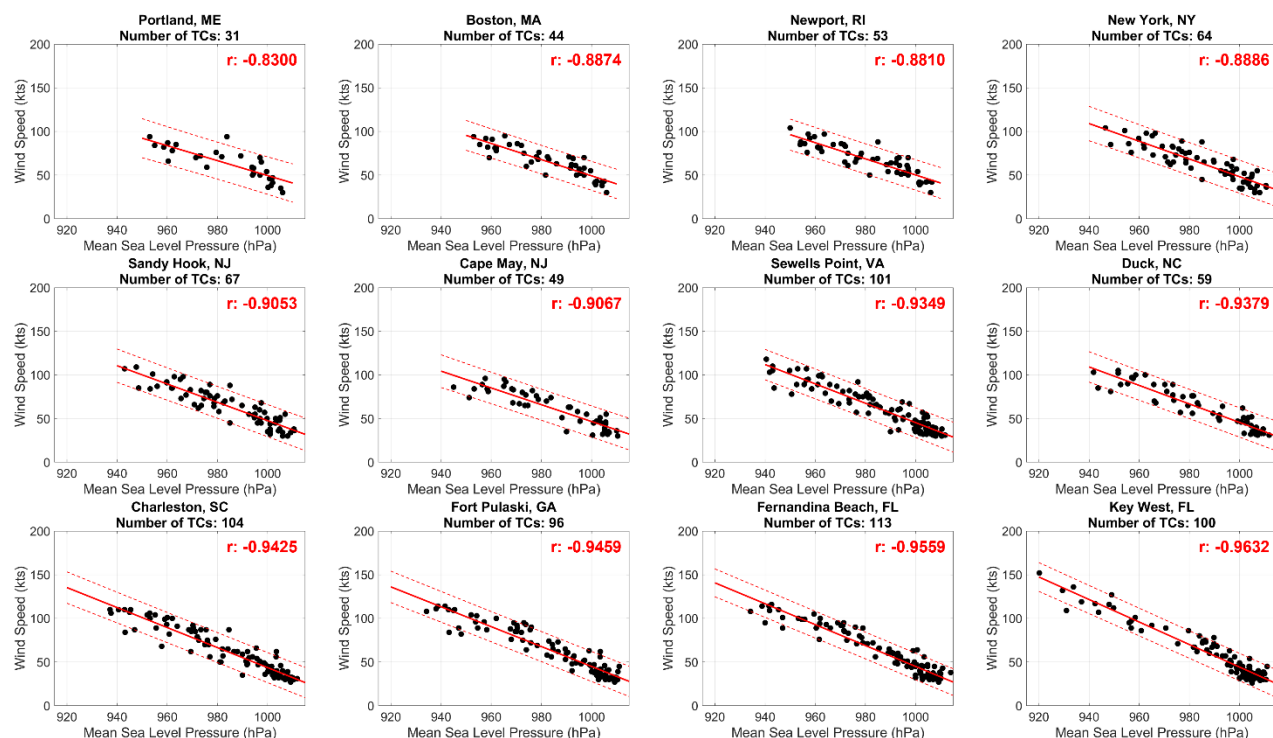 Portland, ME
Number of TCs: 31
r: -0.8300
200
150
100
50
0
Wind Speed (kts)
920 940 960 980 1000
Mean Sea Level Pressure (hPa)
Boston, MA
Number of TCs: 44
r: -0.8874
200
150
100
50
0
Wind Speed (kts)
920 940 960 980 1000
Mean Sea Level Pressure (hPa)
Newport, RI
Number of TCs: 53
r: -0.8810
200
150
100
50
0
Wind Speed (kts)
920 940 960 980 1000
Mean Sea Level Pressure (hPa)
New York, NY
Number of TCs: 64
r: -0.8886
200
150
100
50
0
Wind Speed (kts)
920 940 960 980 1000
Mean Sea Level Pressure (hPa)
Sandy Hook, NJ
Number of TCs: 67
r: -0.9053
200
150
100
50
0
Wind Speed (kts)
920 940 960 980 1000
Mean Sea Level Pressure (hPa)
Cape May, NJ
Number of TCs: 49
r: -0.9067
200
150
100
50
0
Wind Speed (kts)
920 940 960 980 1000
Mean Sea Level Pressure (hPa)
Sewells Point, VA
Number of TCs: 101
r: -0.9349
200
150
100
50
0
Wind Speed (kts)
920 940 960 980 1000
Mean Sea Level Pressure (hPa)
Duck, NC
Number of TCs: 59
r: -0.9379
200
150
100
50
0
Wind Speed (kts)
920 940 960 980 1000
Mean Sea Level Pressure (hPa)
Charleston, SC
Number of TCs: 104
r: -0.9425
200
150
100
50
0
Wind Speed (kts)
920 940 960 980 1000
Mean Sea Level Pressure (hPa)
Fort Pulaski, GA
Number of TCs: 96
r: -0.9459
200
150
100
50
0
Wind Speed (kts)
920 940 960 980 1000
Mean Sea Level Pressure (hPa)
Fernandina Beach, FL
Number of TCs: 113
r: -0.9559
200
150
100
50
0
Wind Speed (kts)
920 940 960 980 1000
Mean Sea Level Pressure (hPa)
Key West, FL
Number of TCs: 100
r: -0.9632
200
150
100
50
0
Wind Speed (kts)
920 940 960 980 1000
Mean Sea Level Pressure (hPa)